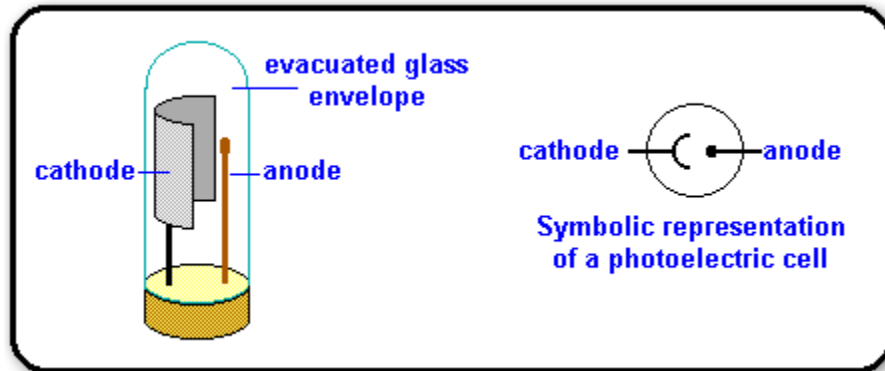 evacuated glass
envelope
cathode
anode
cathode
anode
Symbolic representation
of a photoelectric cell